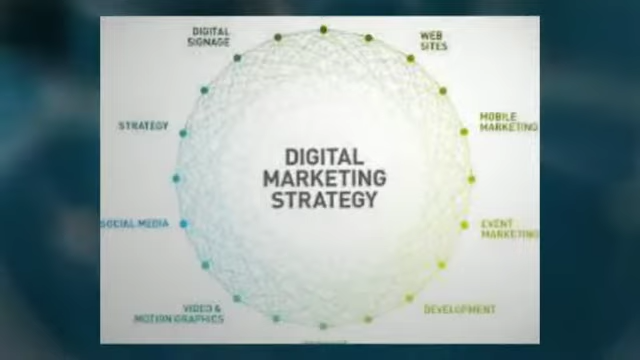 DIGITAL
SIGNAGE
WEB
SITES
STRATEGY
MOBILE
MARKETING
DIGITAL
MARKETING
STRATEGY
SOCIAL MEDIA
EVENT
MARKETING
VIDEO &
MOTION GRAPHICS
DEVELOPMENT